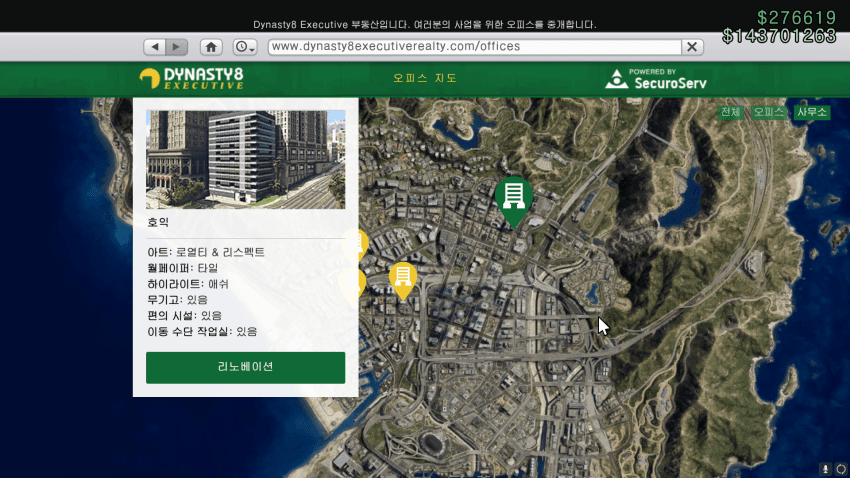 Dynasty8 Executive 부동산입니다. 여러분의 사업을 위한 오피스를 중개합니다.
$276619
$143701263
www.dynasty8executiverealty.com/offices
DYNASTY8
EXECUTIVE
오피스 지도
POWERED BY
SecuroServ
전체 오피스 사무소
호익
아트: 로열티 & 리스펙트
월페이퍼: 타일
하이라이트: 애쉬
무기고: 있음
편의 시설: 있음
이동 수단 작업실: 있음
리노베이션